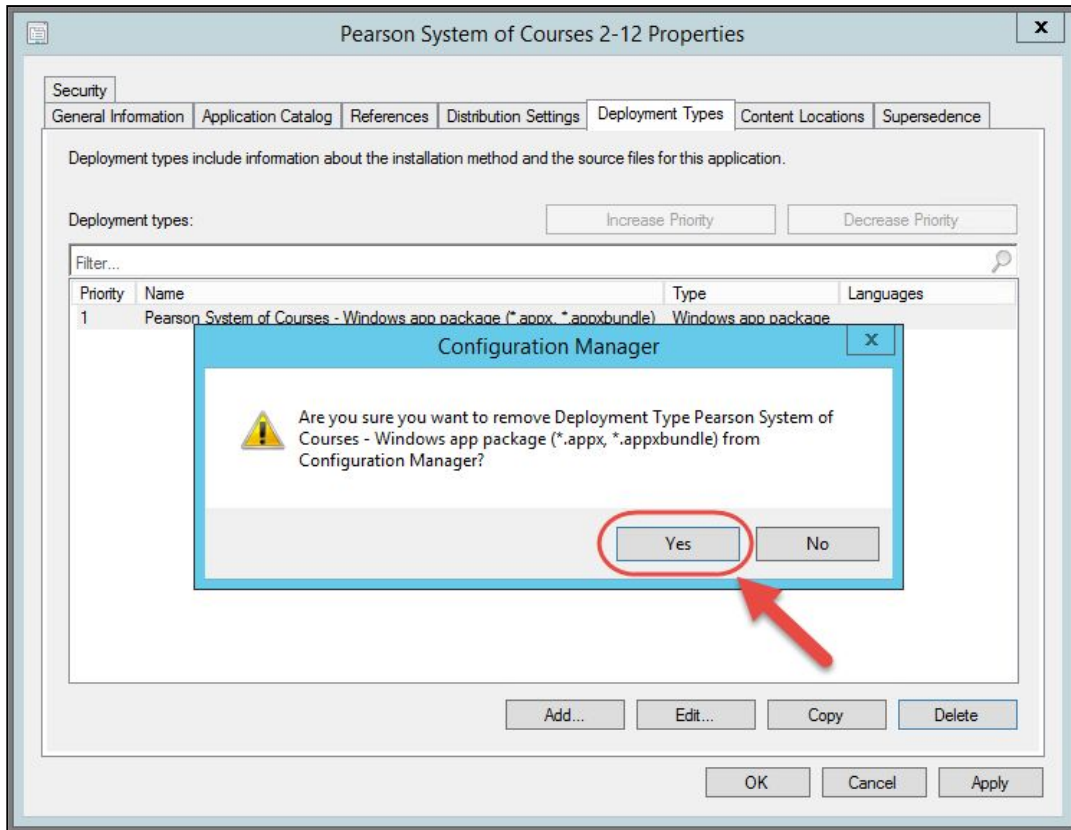 Pearson System of Courses 2-12 Properties
x
Security
General Information Application Catalog References Distribution Settings Deployment Types Content Locations Supersedence
Deployment types include information about the installation method and the source files for this application.
Deployment types:
Increase Priority
Decrease Priority
Filter...
Priority Name Type Languages
1 Pearson System of Courses - Windows app package (*.appx, *.appxbundle) Windows app package
Configuration Manager
x
Are you sure you want to remove Deployment Type Pearson System of
Courses - Windows app package (*.appx, *.appxbundle) from
Configuration Manager?
Yes No
Add... Edit... Copy Delete
OK Cancel Apply